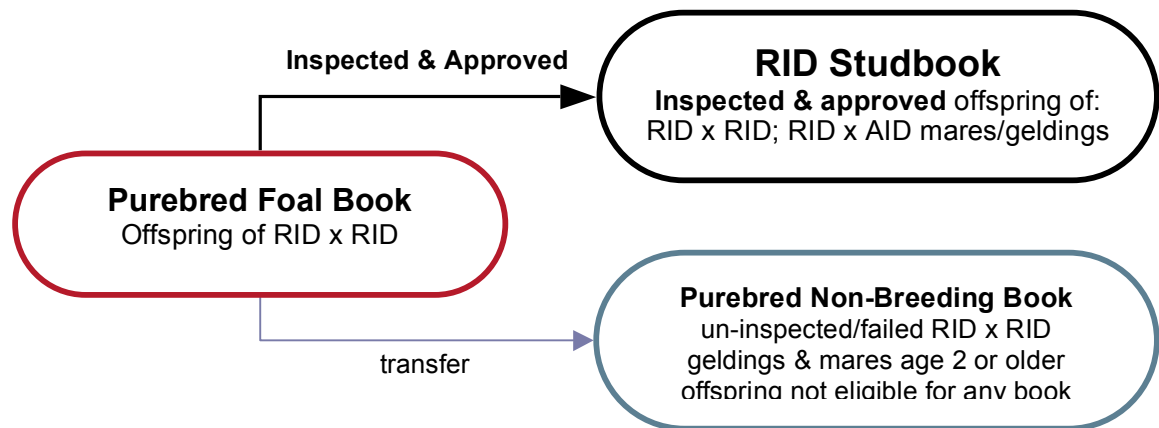 Inspected & Approved
RID Studbook
Inspected & approved offspring of:
RID x RID; RID x AID mares/geldings
Purebred Foal Book
Offspring of RID x RID
transfer
Purebred Non-Breeding Book
un-inspected/failed RID x RID
geldings & mares age 2 or older
offspring not eligible for any book